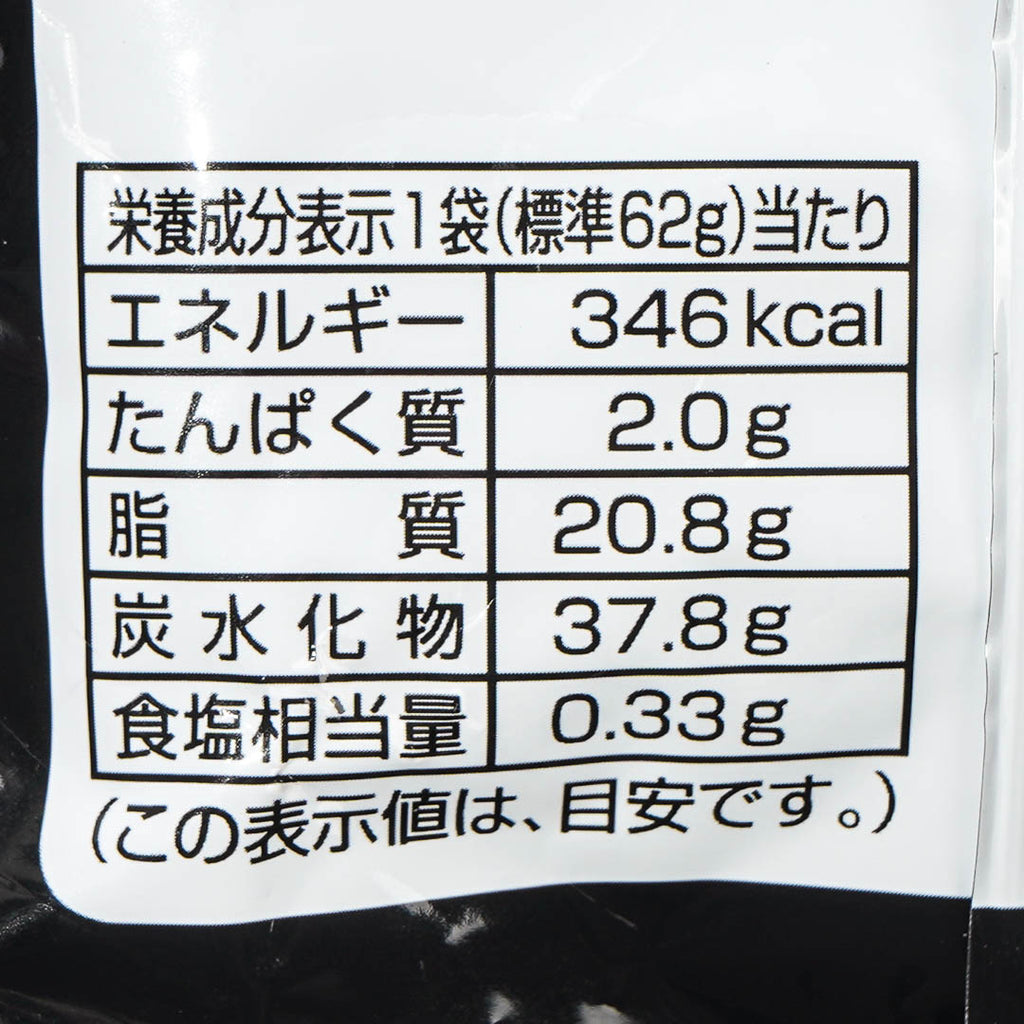 栄養成分表示1袋(標準62g)当たり
エネルギー 346kcal
たんぱく質 2.0g
脂質 20.8g
炭水化物 37.8g
食塩相当量 0.33g
(この表示値は、目安です。)